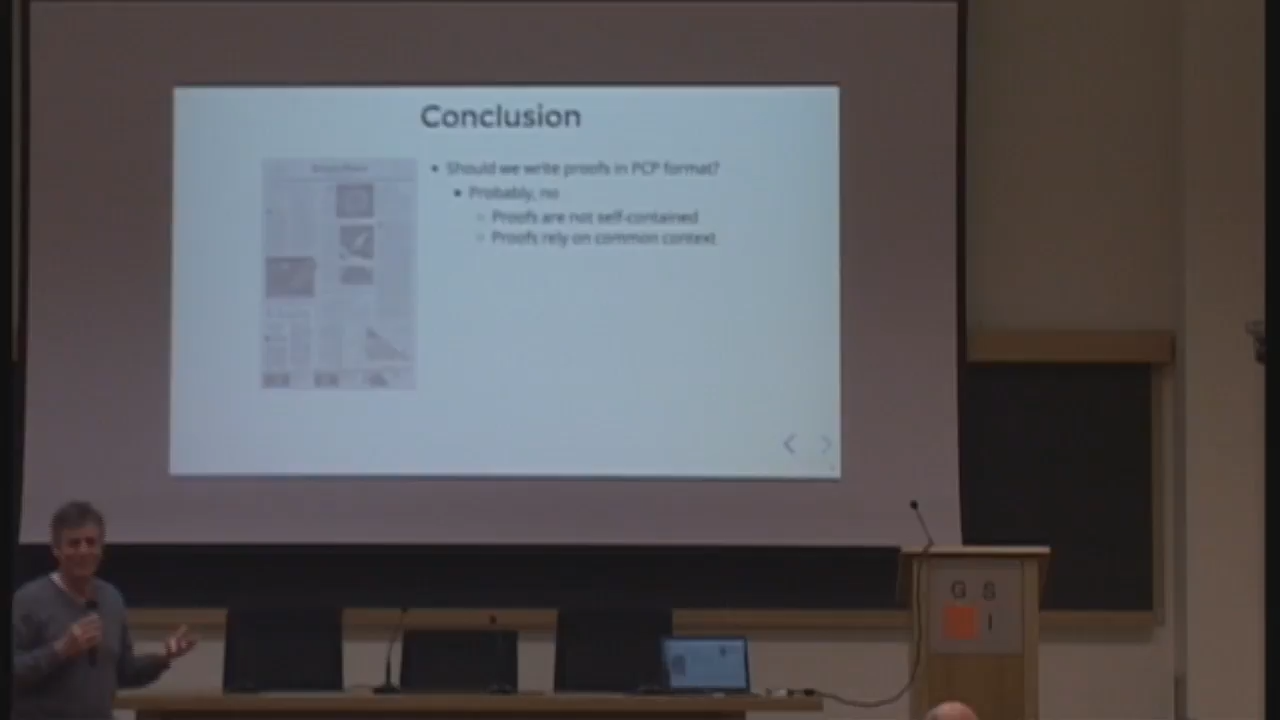 Conclusion
Should we write proofs in PCP format?
Probably, no
Proofs are not self-contained
Proofs rely on common context
G S
I